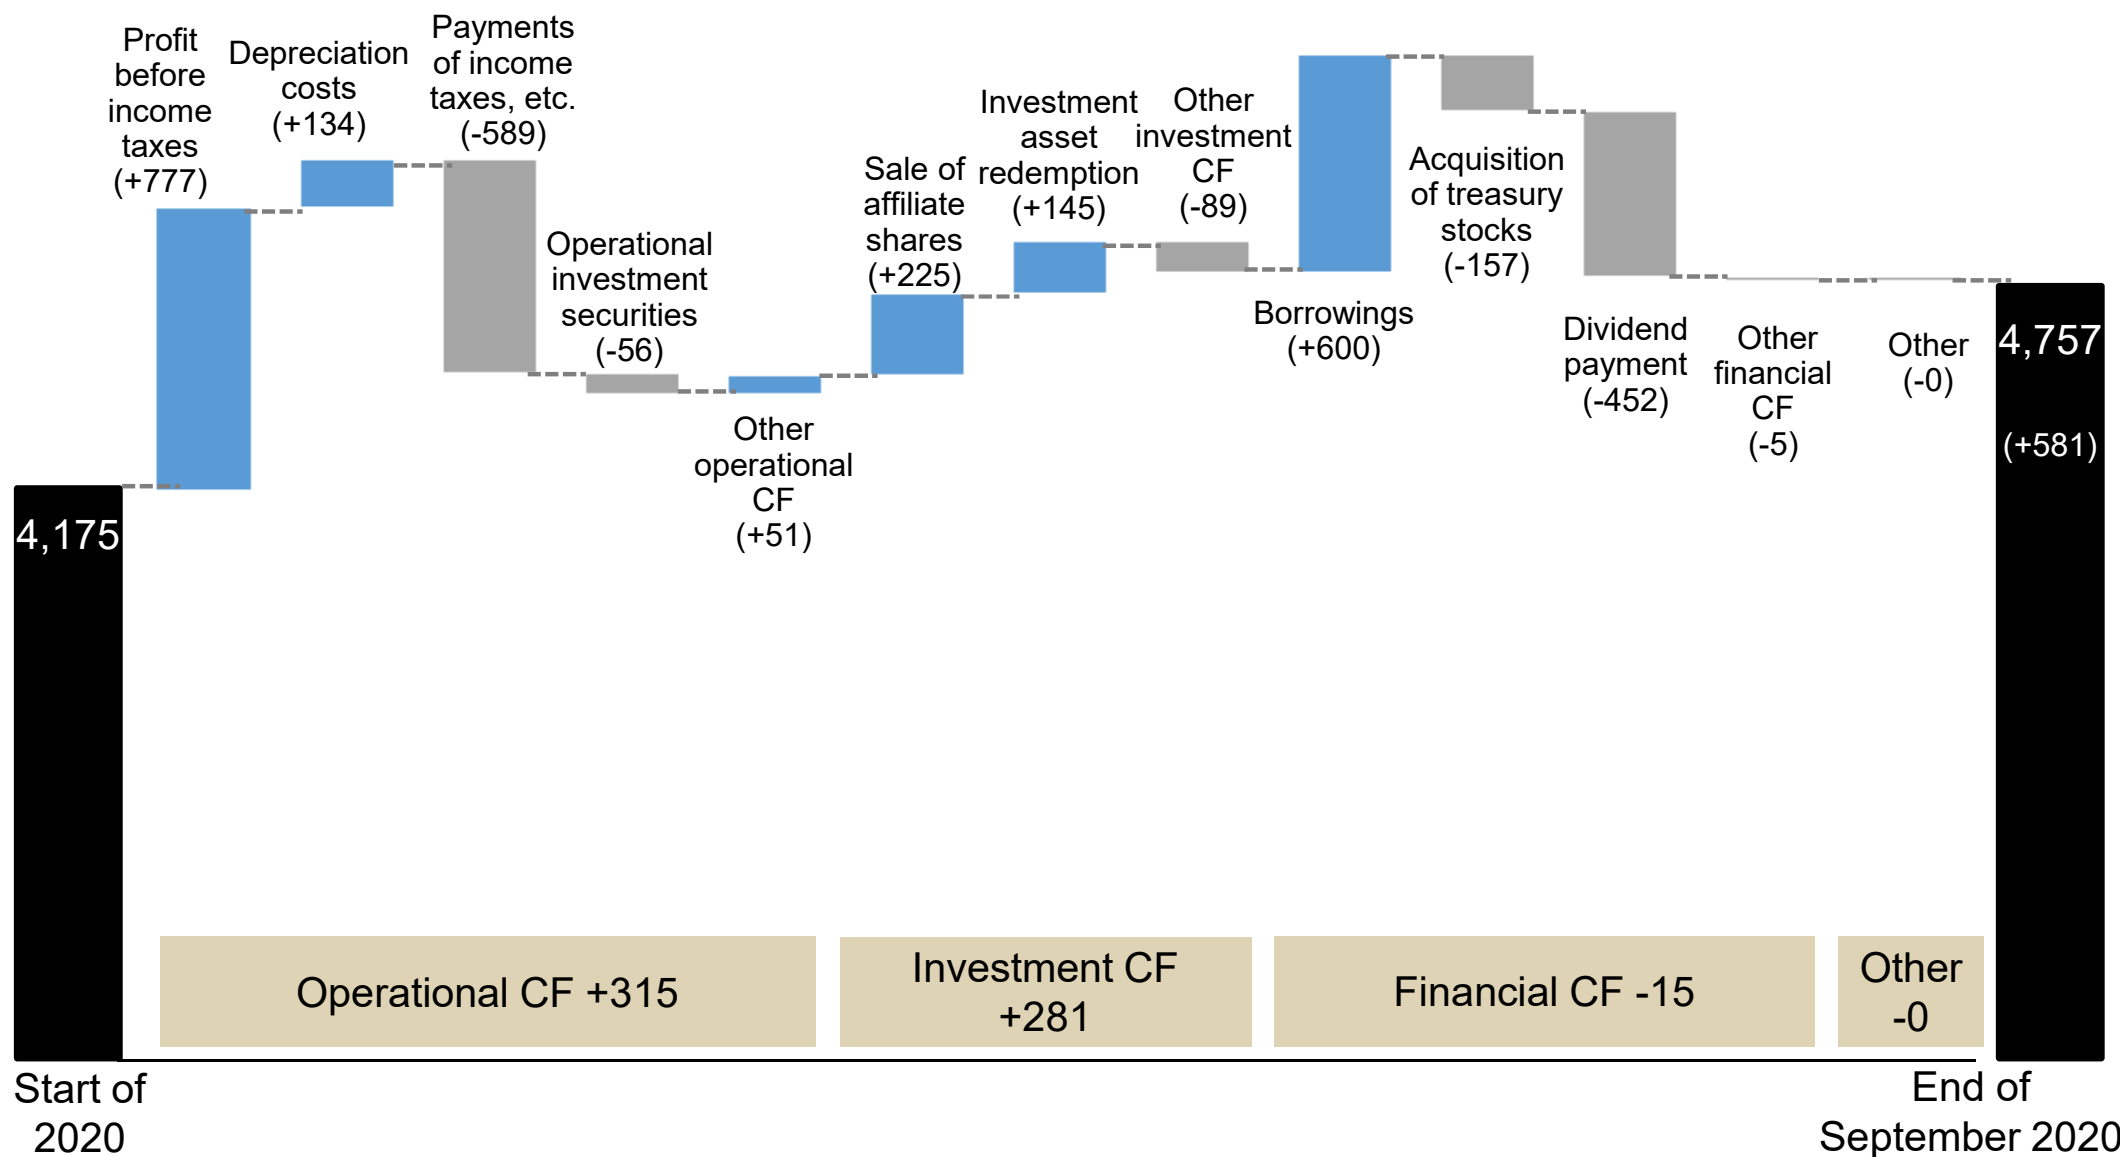 Profit
before
income
taxes
(+777)
Depreciation
costs
(+134)
Payments
of income
taxes, etc.
(-589)
Operational
investment
securities
(-56)
Other
operational
CF
(+51)
Sale of
affiliate
shares
(+225)
Investment
asset
redemption
(+145)
Other
investment
CF
(-89)
Borrowings
(+600)
Acquisition
of treasury
stocks
(-157)
Dividend
payment
(-452)
Other
financial
CF
(-5)
Other
(-0)
4,757
(+581)
4,175
Operational CF +315
Investment CF
+281
Financial CF -15
Other
-0
Start of
2020
End of
September 2020